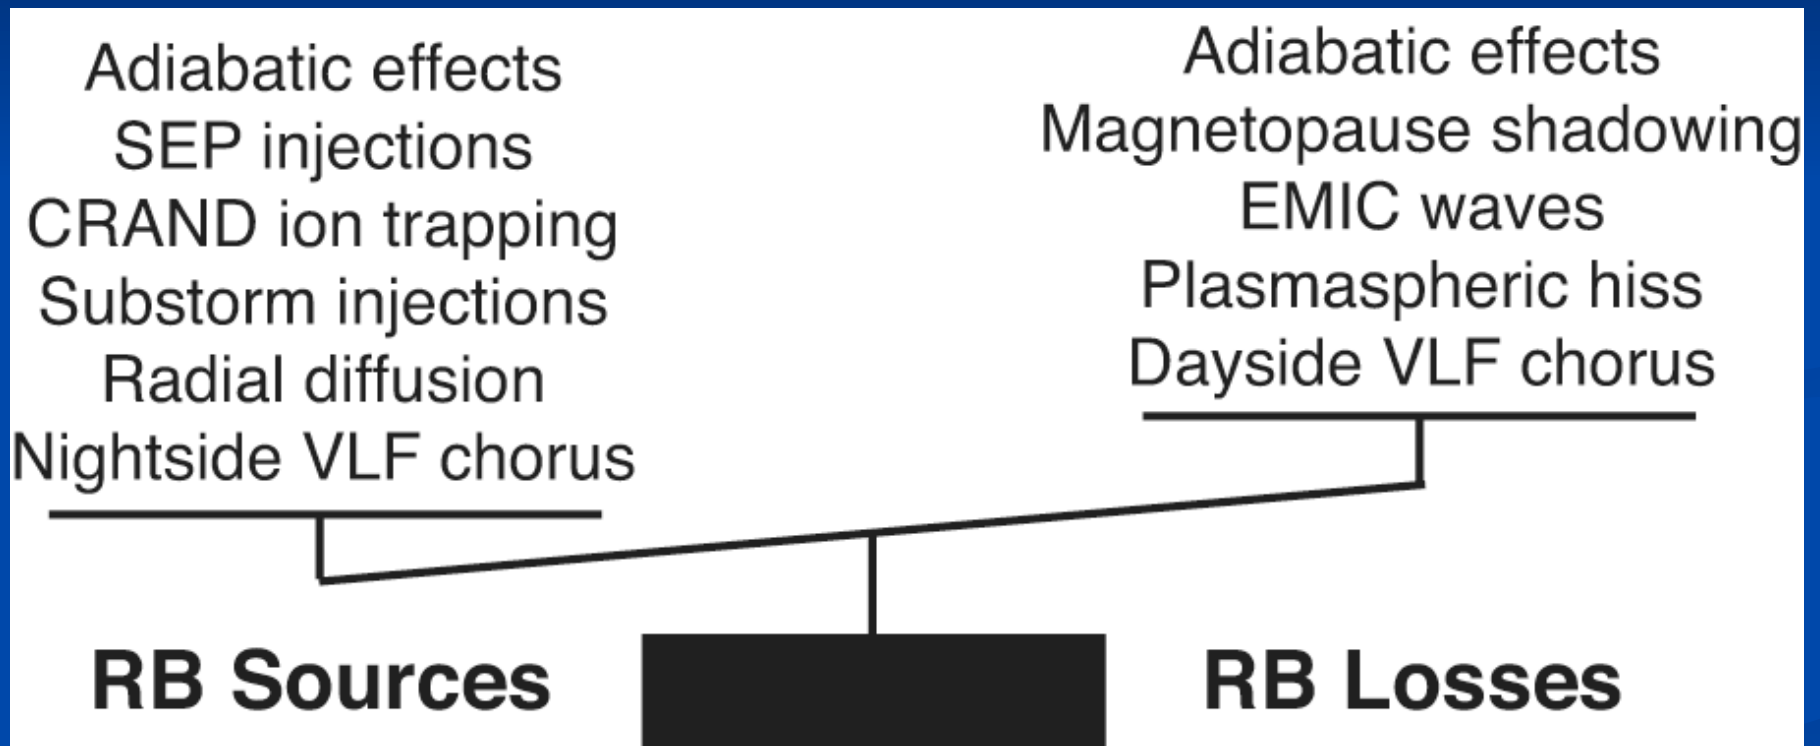 Adiabatic effects
SEP injections
CRAND ion trapping
Substorm injections
Radial diffusion
Nightside VLF chorus
Adiabatic effects
Magnetopause shadowing
EMIC waves
Plasmaspheric hiss
Dayside VLF chorus
RB Sources
RB Losses